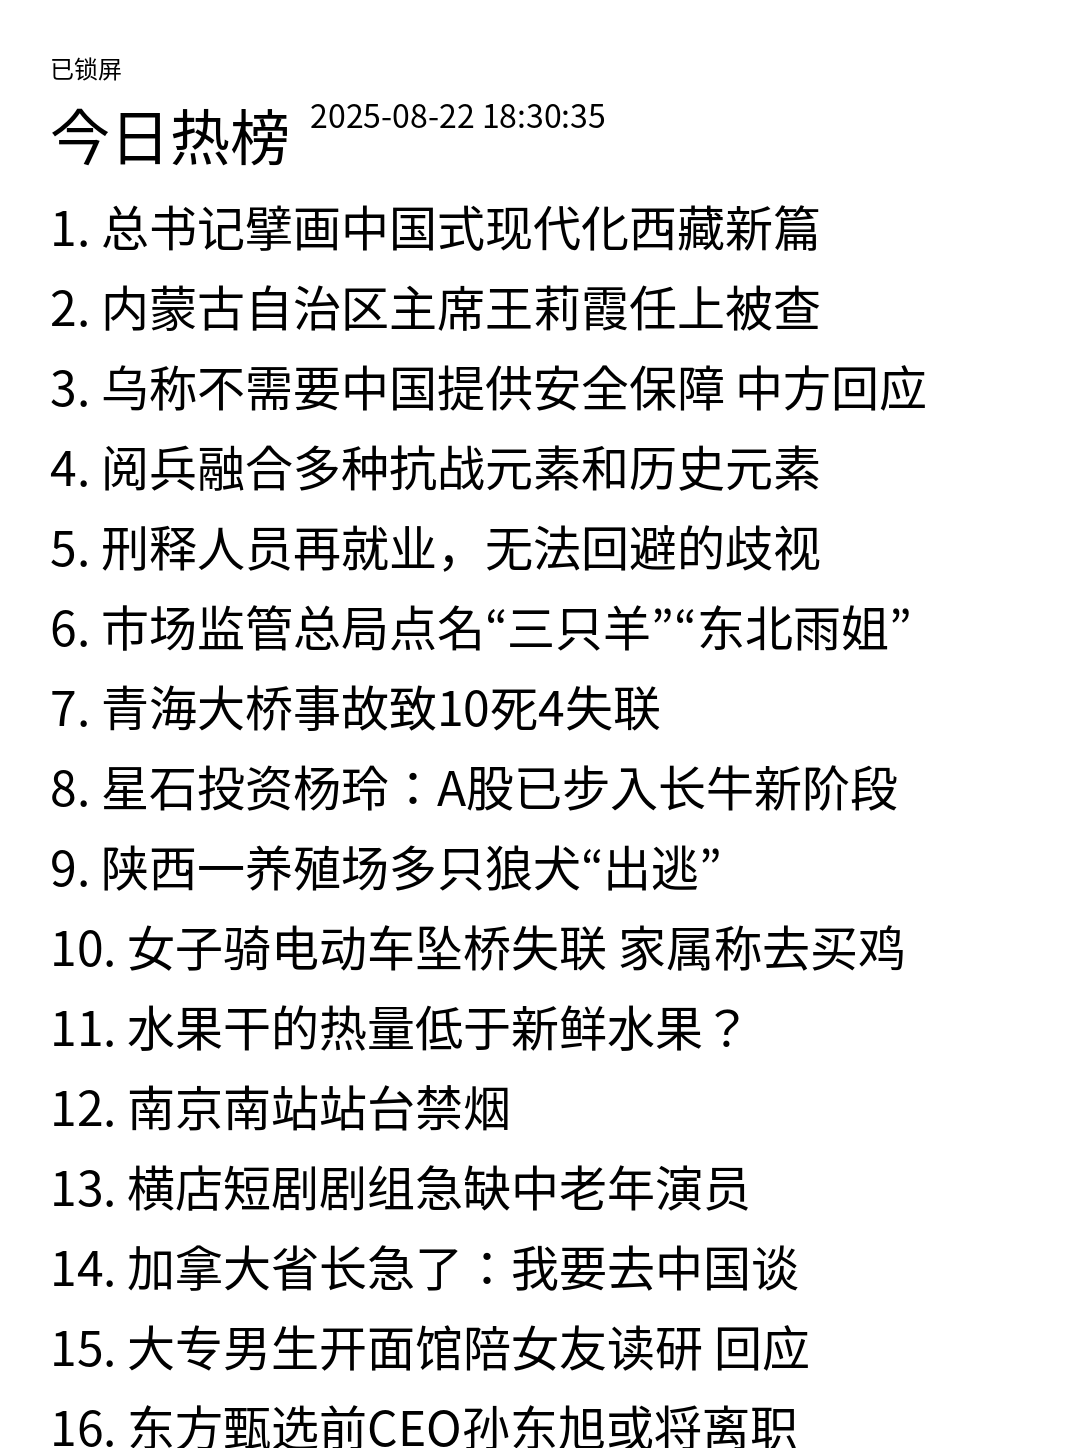 已锁屏
今日热榜 2025-08-22 18:30:35
1. 总书记擘画中国式现代化西藏新篇
2. 内蒙古自治区主席王莉霞任上被查
3. 乌称不需要中国提供安全保障 中方回应
4. 阅兵融合多种抗战元素和历史元素
5. 刑释人员再就业，无法回避的歧视
6. 市场监管总局点名“三只羊”“东北雨姐”
7. 青海大桥事故致10死4失联
8. 星石投资杨玲：A股已步入长牛新阶段
9. 陕西一养殖场多只狼犬“出逃”
10. 女子骑电动车坠桥失联 家属称去买鸡
11. 水果干的热量低于新鲜水果？
12. 南京南站站台禁烟
13. 横店短剧剧组急缺中老年演员
14. 加拿大省长急了：我要去中国谈
15. 大专男生开面馆陪女友读研 回应
16. 东方甄选前CEO孙东旭或将离职